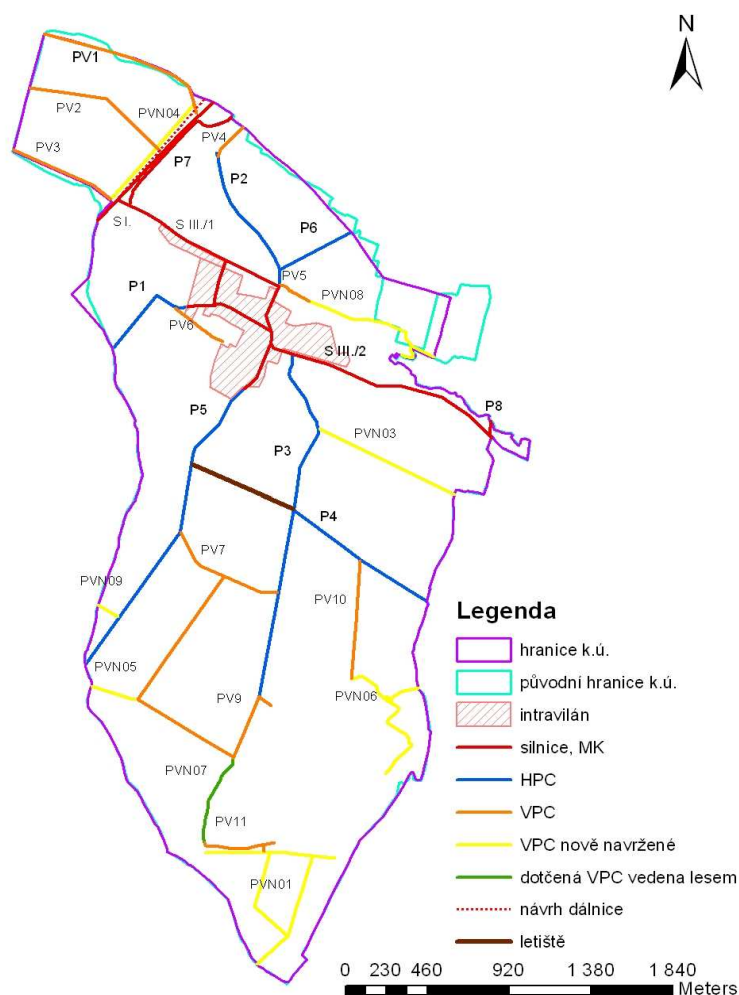 N
PV1
PV2
PVN04
PV3
PV4
P7
P2
S I.
S III./1
P6
P1
PV5
PVN08
PV6
S III./2
P5
P8
P3
PVN03
P4
PV7
PVN09
PV10
PVN05
PV9
PVN06
PVN07
PV11
PVN01
Legenda
hranice k.ú.
původní hranice k.ú.
intravilán
silnice, MK
HPC
VPC
VPC nově navržené
dotčená VPC vedena lesem
návrh dálnice
letiště
0 230 460 920 1 380 1 840
Meters